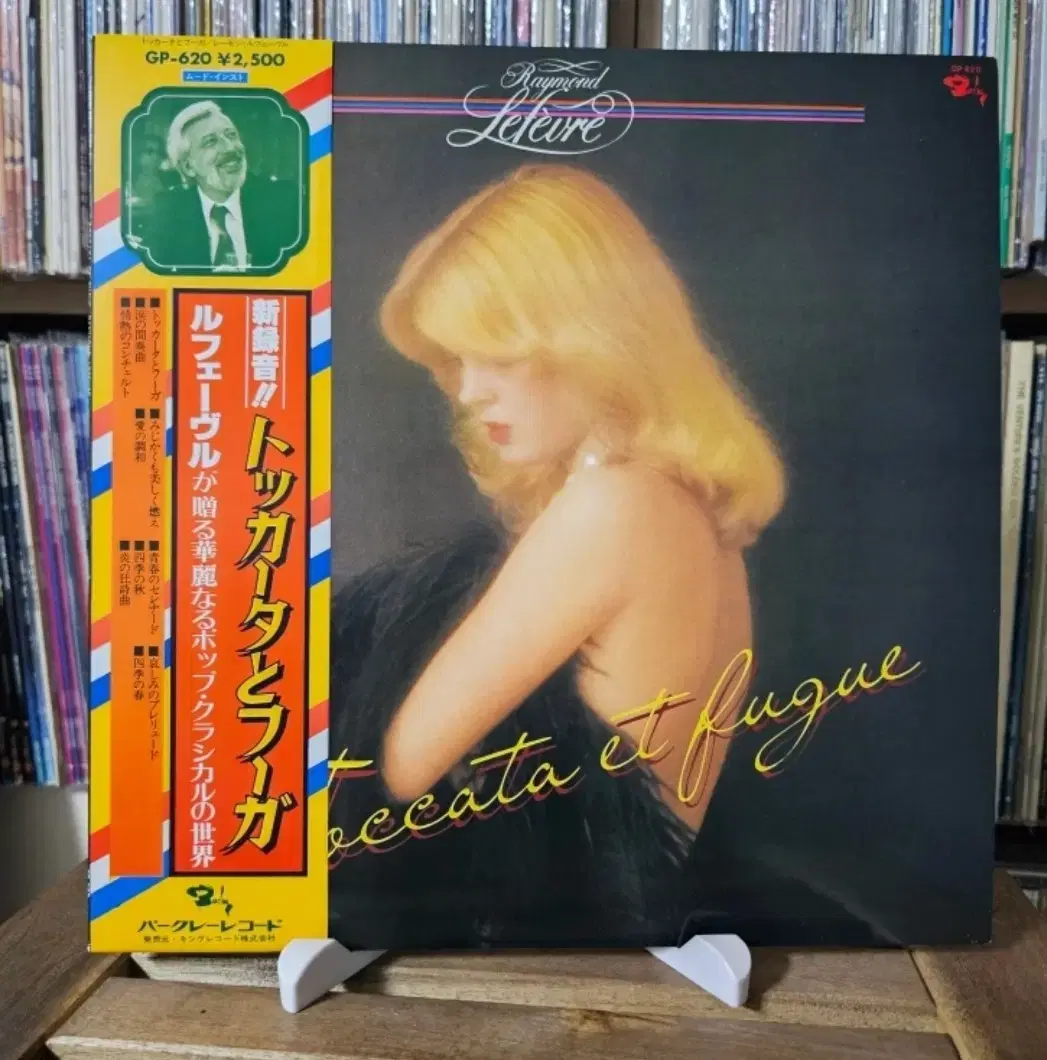 トッカータとフーガ/レーモン・ルフェーヴル
GP-620 ¥2,500
ムード・インスト
新録音!!
トッカータとフーガ
ルフェーヴルが贈る華麗なるポップ・クラシカルの世界
■トッカータとフーガ
■みじかくも美しく燃え
■青春のセレナード
■哀しみのプレリュード
■涙の間奏曲
■愛の調和
■四季の秋
■四季の春
■情熱のコンチェルト
■炎の狂詩曲
バークレーレコード
発売元・キングレコード株式会社
Raymond
Lefèvre
GP 620
toccata et fugue
THE VENTURES